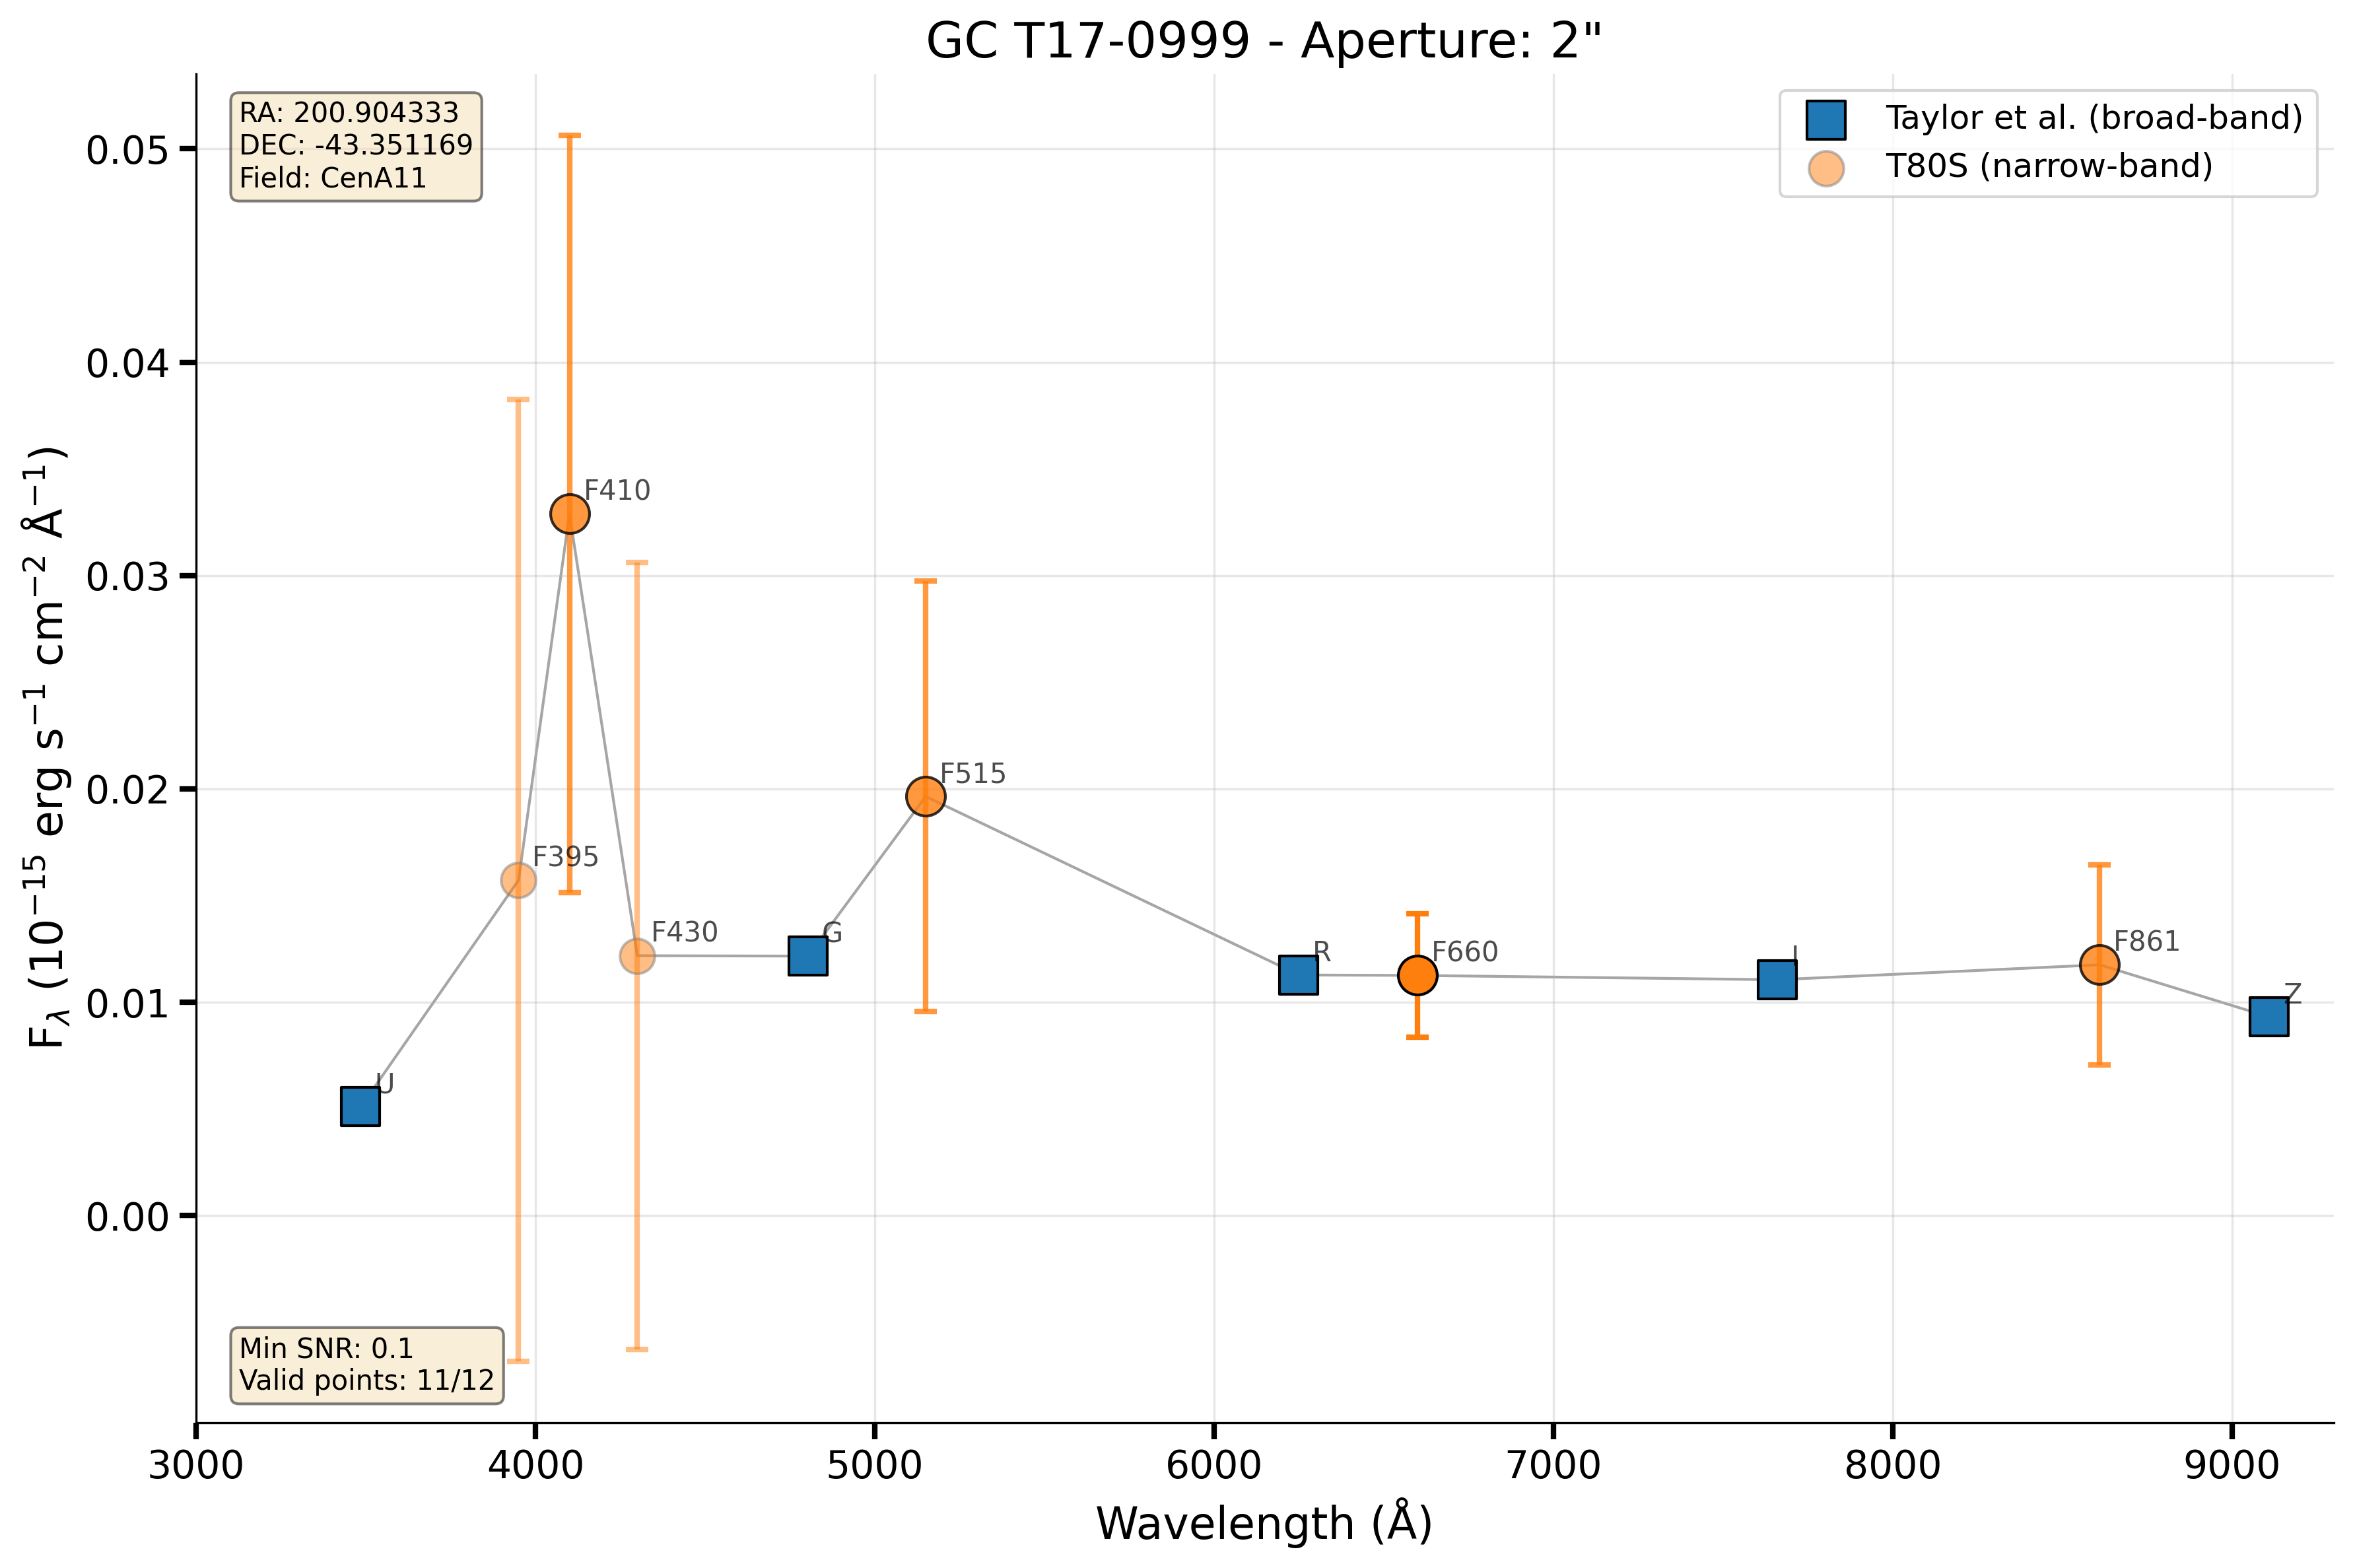 GC T17-0999 - Aperture: 2"
RA: 200.904333
DEC: -43.351169
Field: CenA11
Taylor et al. (broad-band)
T80S (narrow-band)
0.05
0.04
0.03
0.02
0.01
0.00
F_λ (10⁻¹⁵ erg s⁻¹ cm⁻² Å⁻¹)
F410
F515
F395
F430
G
R
F660
I
F861
Z
U
Min SNR: 0.1
Valid points: 11/12
3000 4000 5000 6000 7000 8000 9000
Wavelength (Å)